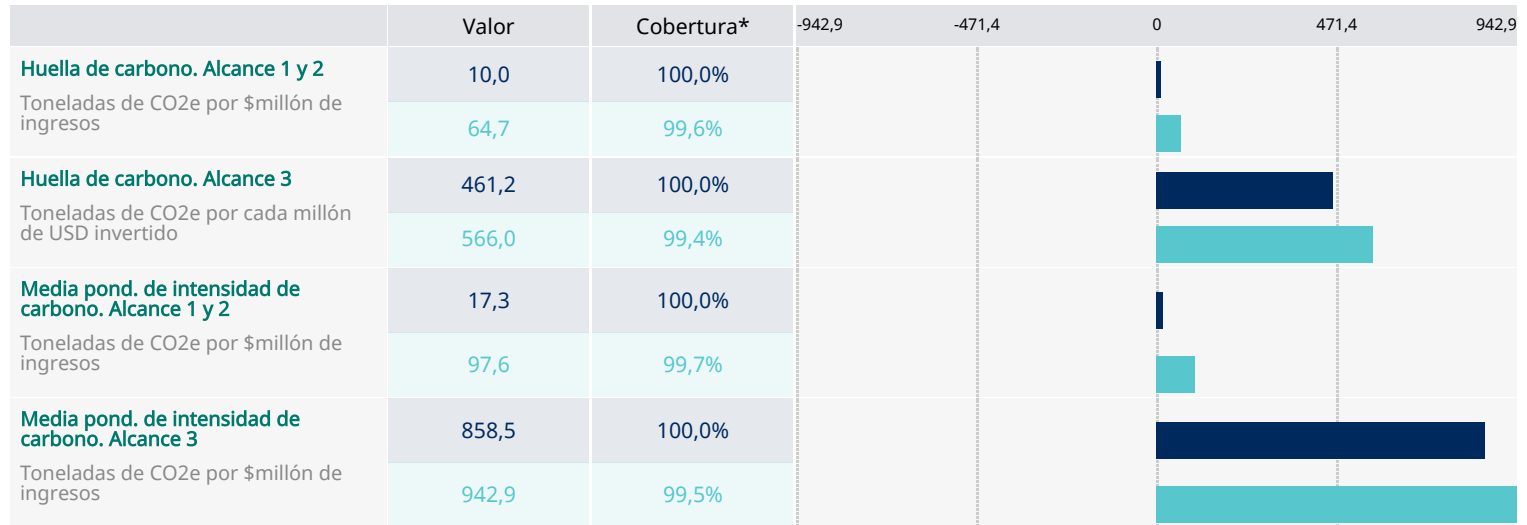 Valor Cobertura* -942,9 -471,4 0 471,4 942,9
Huella de carbono. Alcance 1 y 2
Toneladas de CO2e por $millón de
ingresos
10,0 100,0%
64,7 99,6%
Huella de carbono. Alcance 3
Toneladas de CO2e por cada millón
de USD invertido
461,2 100,0%
566,0 99,4%
Media pond. de intensidad de
carbono. Alcance 1 y 2
Toneladas de CO2e por $millón de
ingresos
17,3 100,0%
97,6 99,7%
Media pond. de intensidad de
carbono. Alcance 3
Toneladas de CO2e por $millón de
ingresos
858,5 100,0%
942,9 99,5%